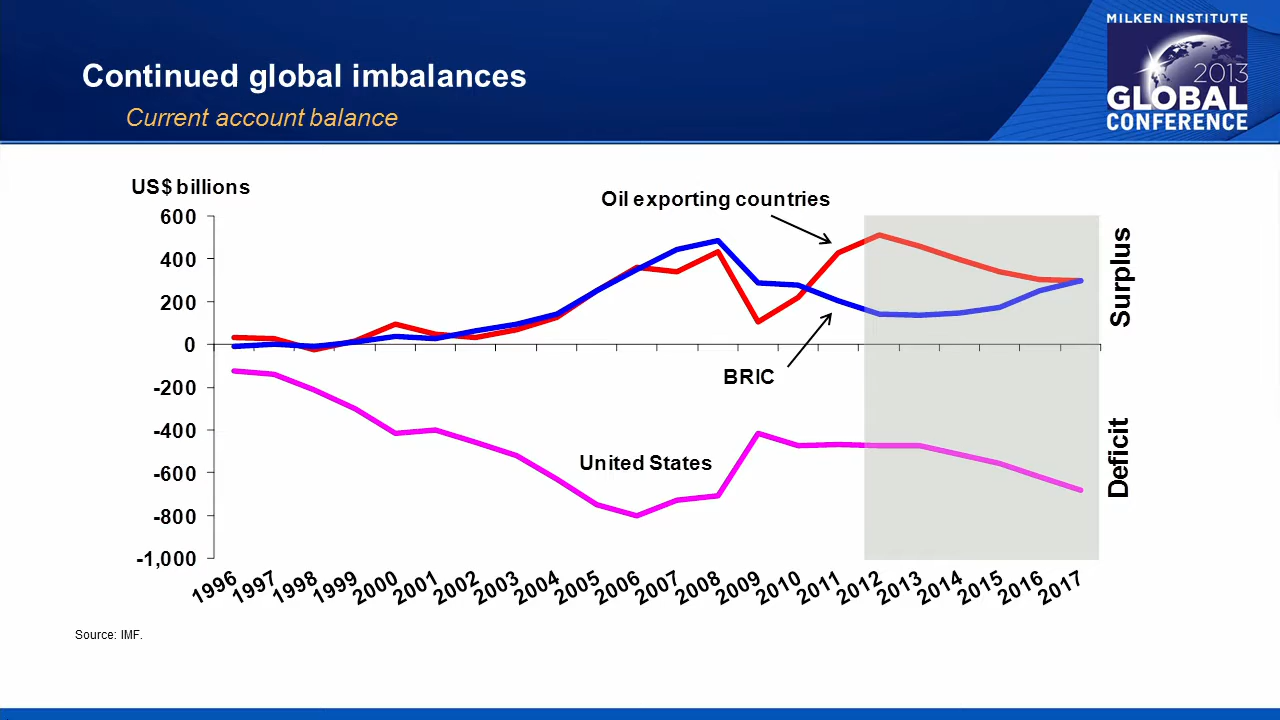 MILKEN INSTITUTE
2013
GLOBAL
CONFERENCE
Continued global imbalances
Current account balance
US$ billions
Oil exporting countries
600
400
200
0
-200
-400
-600
-800
-1,000
BRIC
United States
Surplus
Deficit
1996
1997
1998
1999
2000
2001
2002
2003
2004
2005
2006
2007
2008
2009
2010
2011
2012
2013
2014
2015
2016
2017
Source: IMF.